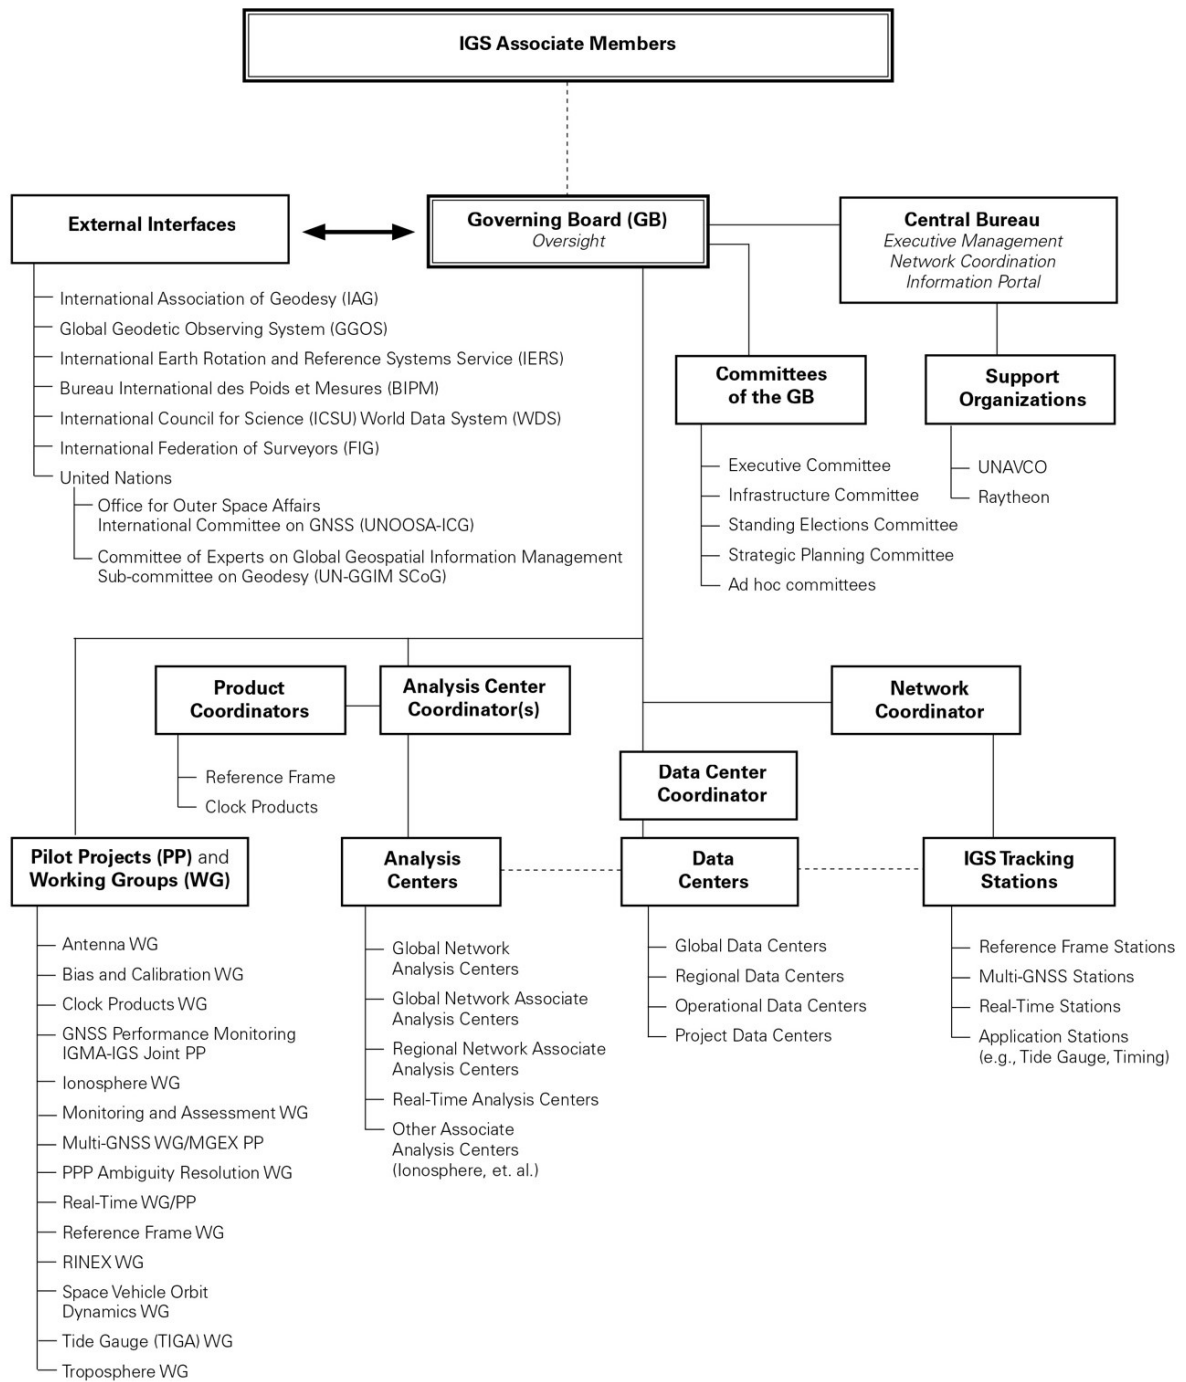 IGS Associate Members
External Interfaces
Governing Board (GB)
Oversight
Central Bureau
Executive Management
Network Coordination
Information Portal
International Association of Geodesy (IAG)
Global Geodetic Observing System (GGOS)
International Earth Rotation and Reference Systems Service (IERS)
Bureau International des Poids et Mesures (BIPM)
International Council for Science (ICSU) World Data System (WDS)
International Federation of Surveyors (FIG)
United Nations
Office for Outer Space Affairs
International Committee on GNSS (UNOOSA-ICG)
Committee of Experts on Global Geospatial Information Management
Sub-committee on Geodesy (UN-GGIM SCoG)
Committees
of the GB
Executive Committee
Infrastructure Committee
Standing Elections Committee
Strategic Planning Committee
Ad hoc committees
Support
Organizations
UNAVCO
Raytheon
Product
Coordinators
Reference Frame
Clock Products
Analysis Center
Coordinator(s)
Network
Coordinator
Data Center
Coordinator
Pilot Projects (PP) and
Working Groups (WG)
Antenna WG
Bias and Calibration WG
Clock Products WG
GNSS Performance Monitoring
IGMA-IGS Joint PP
Ionosphere WG
Monitoring and Assessment WG
Multi-GNSS WG/MGEX PP
PPP Ambiguity Resolution WG
Real-Time WG/PP
Reference Frame WG
RINEX WG
Space Vehicle Orbit
Dynamics WG
Tide Gauge (TIGA) WG
Troposphere WG
Analysis
Centers
Global Network
Analysis Centers
Global Network Associate
Analysis Centers
Regional Network Associate
Analysis Centers
Real-Time Analysis Centers
Other Associate
Analysis Centers
(Ionosphere, et. al.)
Data
Centers
Global Data Centers
Regional Data Centers
Operational Data Centers
Project Data Centers
IGS Tracking
Stations
Reference Frame Stations
Multi-GNSS Stations
Real-Time Stations
Application Stations
(e.g., Tide Gauge, Timing)